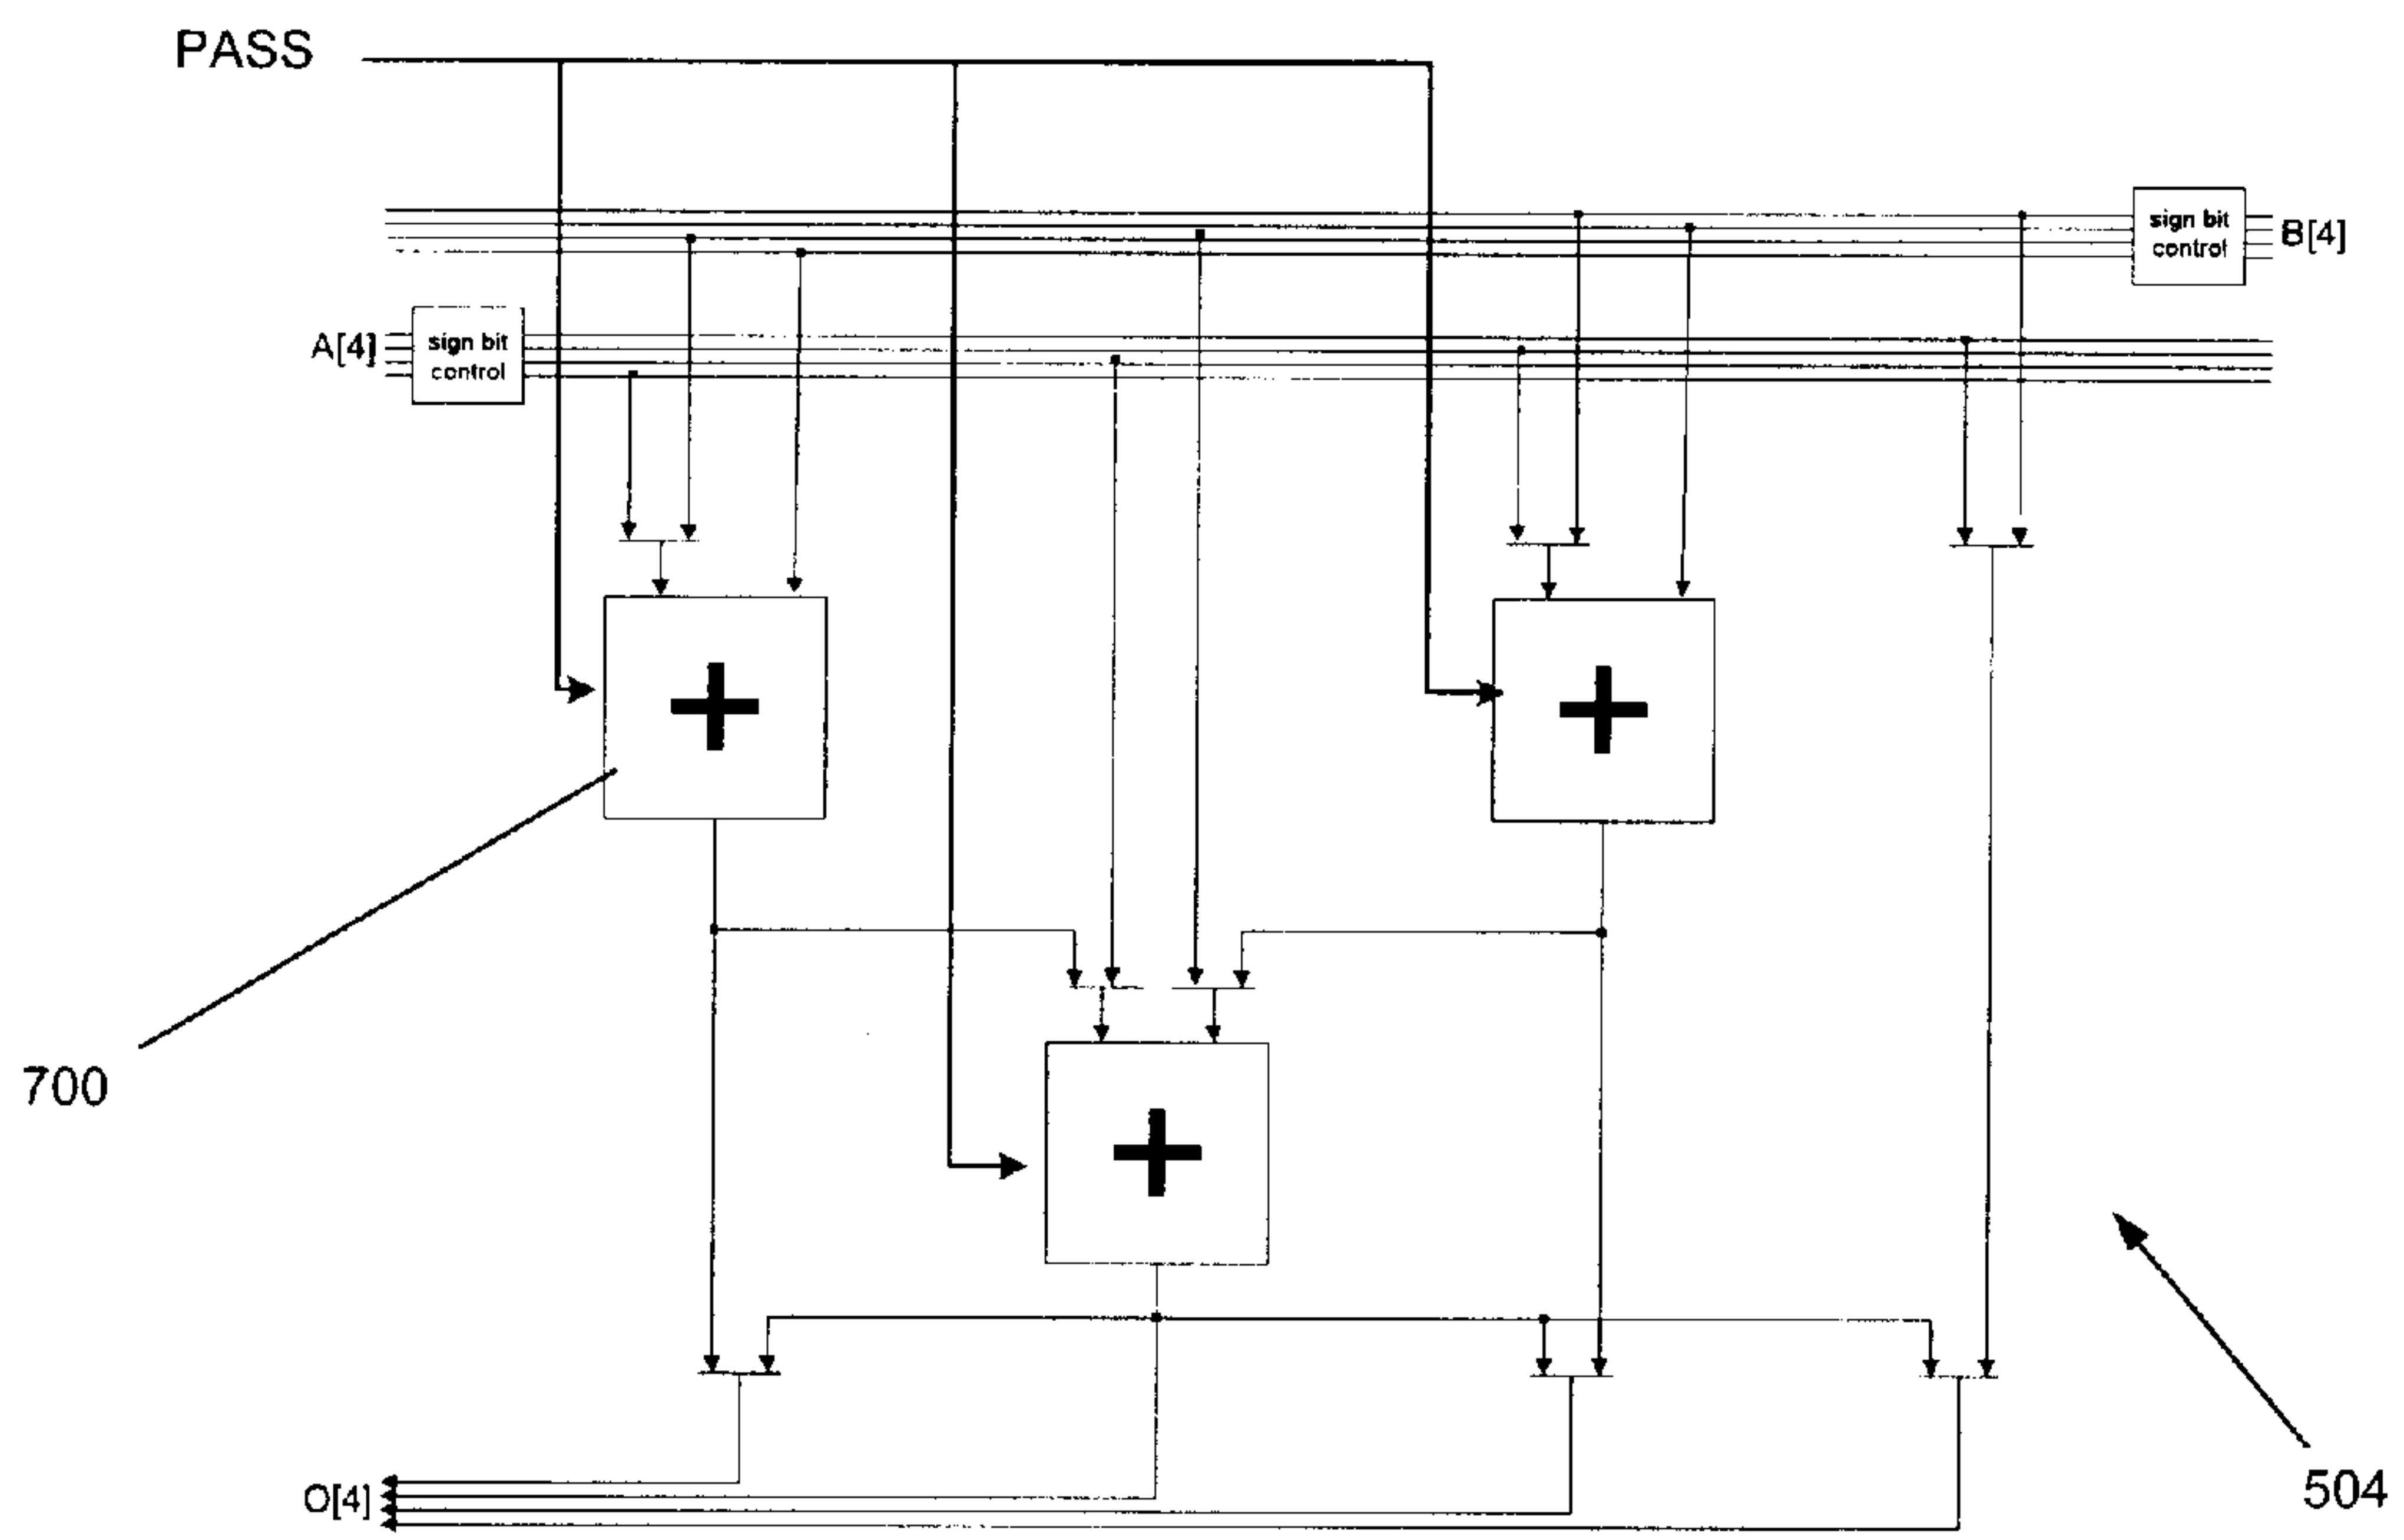 PASS
sign bit
control
B[4]
A[4]
sign bit
control
+
+
700
+
504
O[4]